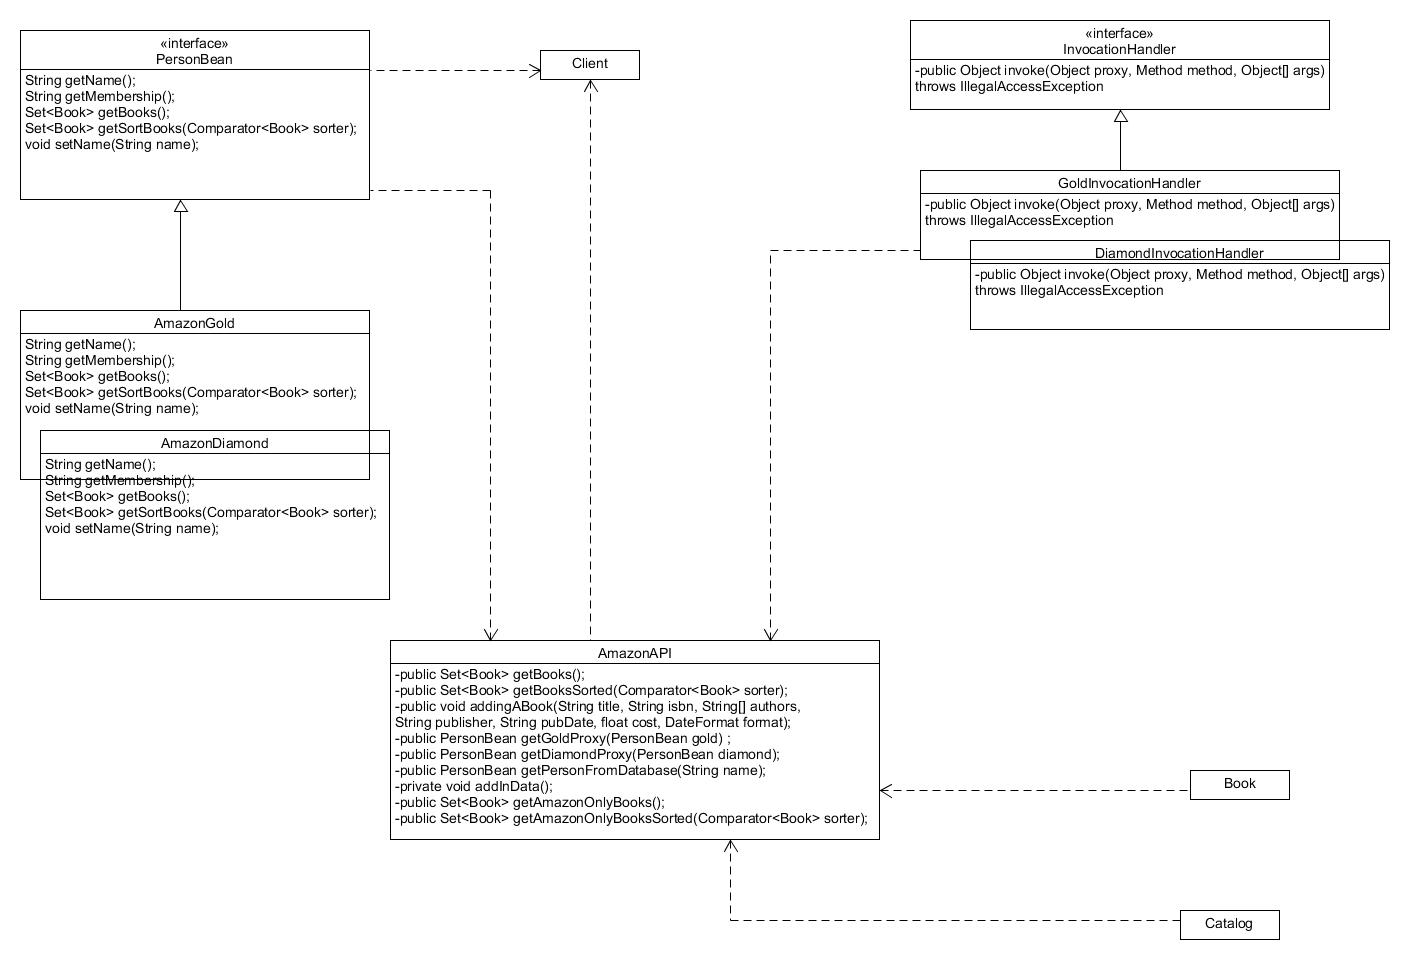 «interface»
PersonBean
String getName();
String getMembership();
Set<Book> getBooks();
Set<Book> getSortBooks(Comparator<Book> sorter);
void setName(String name);
Client
«interface»
InvocationHandler
-public Object invoke(Object proxy, Method method, Object[] args)
throws IllegalAccessException
GoldInvocationHandler
-public Object invoke(Object proxy, Method method, Object[] args)
throws IllegalAccessException
DiamondInvocationHandler
-public Object invoke(Object proxy, Method method, Object[] args)
throws IllegalAccessException
AmazonGold
String getName();
String getMembership();
Set<Book> getBooks();
Set<Book> getSortBooks(Comparator<Book> sorter);
void setName(String name);
AmazonDiamond
String getName();
String getMembership();
Set<Book> getBooks();
Set<Book> getSortBooks(Comparator<Book> sorter);
void setName(String name);
AmazonAPI
-public Set<Book> getBooks();
-public Set<Book> getBooksSorted(Comparator<Book> sorter);
-public void addingABook(String title, String isbn, String[] authors,
String publisher, String pubDate, float cost, DateFormat format);
-public PersonBean getGoldProxy(PersonBean gold) ;
-public PersonBean getDiamondProxy(PersonBean diamond);
-public PersonBean getPersonFromDatabase(String name);
-private void addInData();
-public Set<Book> getAmazonOnlyBooks();
-public Set<Book> getAmazonOnlyBooksSorted(Comparator<Book> sorter);
Book
Catalog